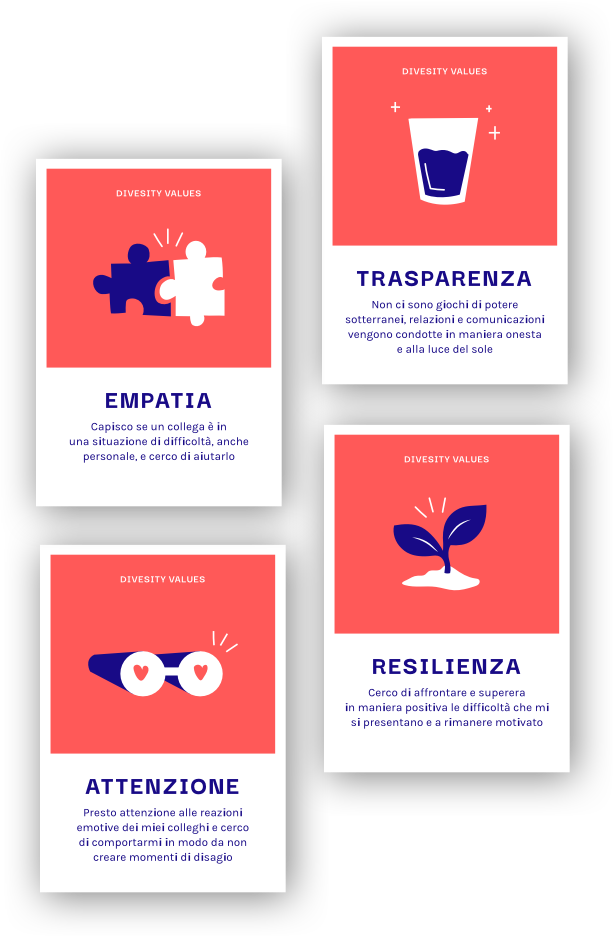 DIVESITY VALUES
EMPATIA
Capisco se un collega è in
una situazione di difficoltà, anche
personale, e cerco di aiutarlo
DIVESITY VALUES
TRASPARENZA
Non ci sono giochi di potere
sotterranei, relazioni e comunicazioni
vengono condotte in maniera onesta
e alla luce del sole
DIVESITY VALUES
ATTENZIONE
Presto attenzione alle reazioni
emotive dei miei colleghi e cerco
di comportarmi in modo da non
creare momenti di disagio
DIVESITY VALUES
RESILIENZA
Cerco di affrontare e superera
in maniera positiva le difficoltà che mi
si presentano e a rimanere motivato